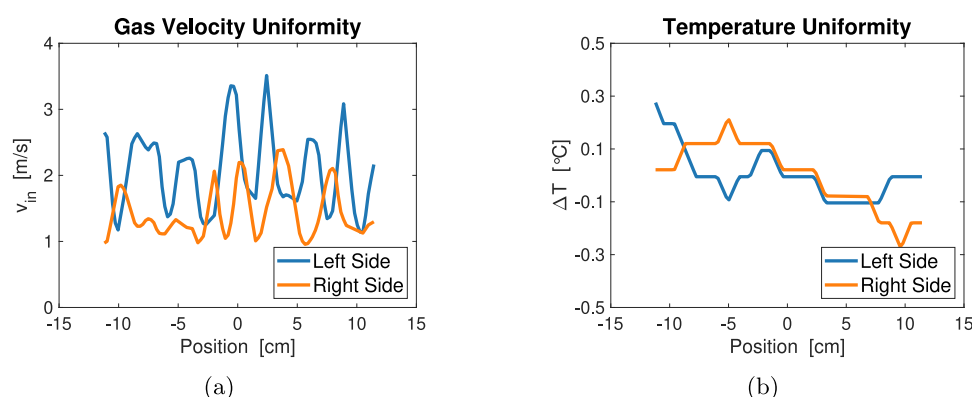 Gas Velocity Uniformity
4
3
2
1
0
v_in [m/s]
-15
-10
-5
0
5
10
15
Position [cm]
Left Side
Right Side
(a)
Temperature Uniformity
0.5
0.3
0.1
-0.1
-0.3
-0.5
ΔT [°C]
-15
-10
-5
0
5
10
15
Position [cm]
Left Side
Right Side
(b)